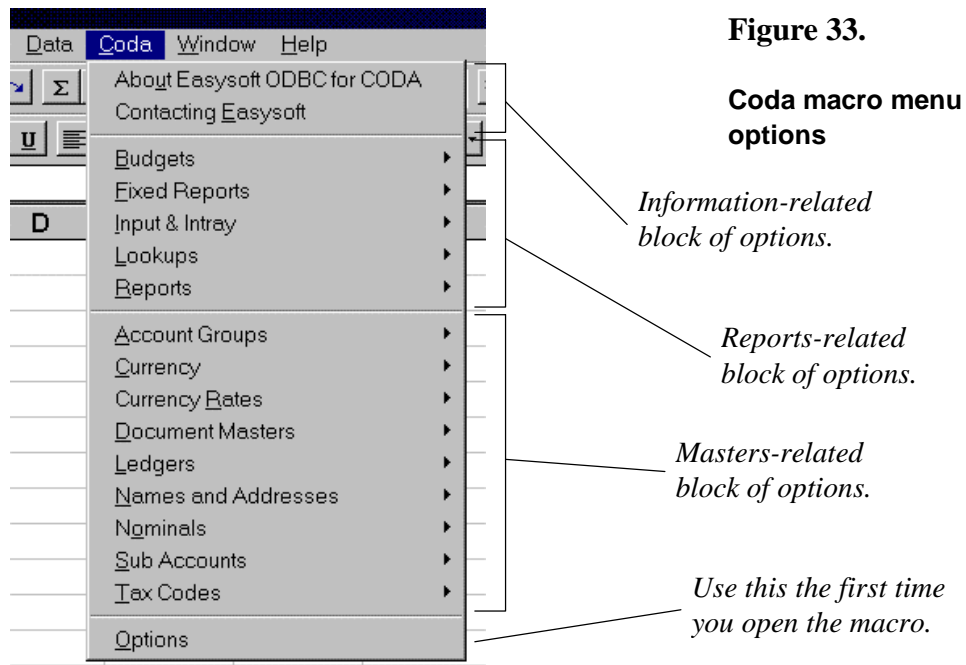 Data Coda Window Help
Σ
U
D
About Easysoft ODBC for CODA
Contacting Easysoft
Budgets
Fixed Reports
Input & Intray
Lookups
Reports
Account Groups
Currency
Currency Rates
Document Masters
Ledgers
Names and Addresses
Nominals
Sub Accounts
Tax Codes
Options
Figure 33.
Coda macro menu
options
Information-related
block of options.
Reports-related
block of options.
Masters-related
block of options.
Use this the first time
you open the macro.